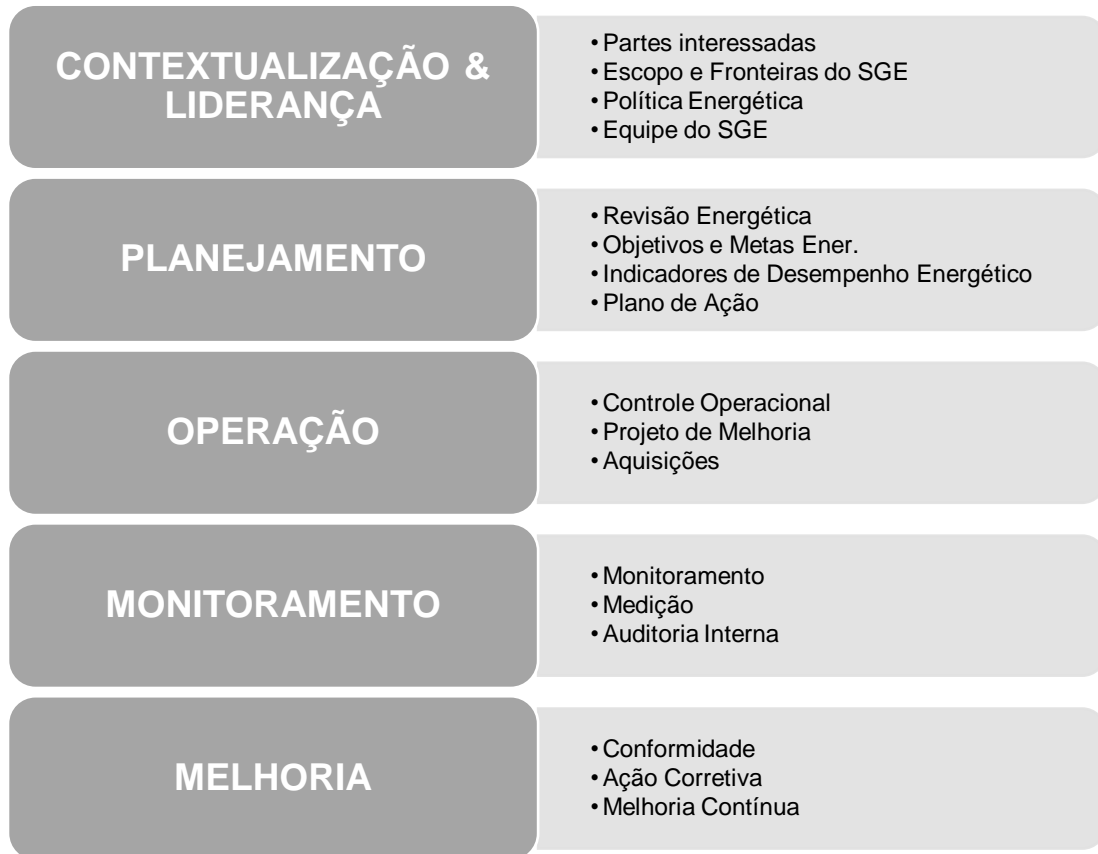 CONTEXTUALIZAÇÃO &
LIDERANÇA
• Partes interessadas
• Escopo e Fronteiras do SGE
• Política Energética
• Equipe do SGE
PLANEJAMENTO
• Revisão Energética
• Objetivos e Metas Ener.
• Indicadores de Desempenho Energético
• Plano de Ação
OPERAÇÃO
• Controle Operacional
• Projeto de Melhoria
• Aquisições
MONITORAMENTO
• Monitoramento
• Medição
• Auditoria Interna
MELHORIA
• Conformidade
• Ação Corretiva
• Melhoria Contínua